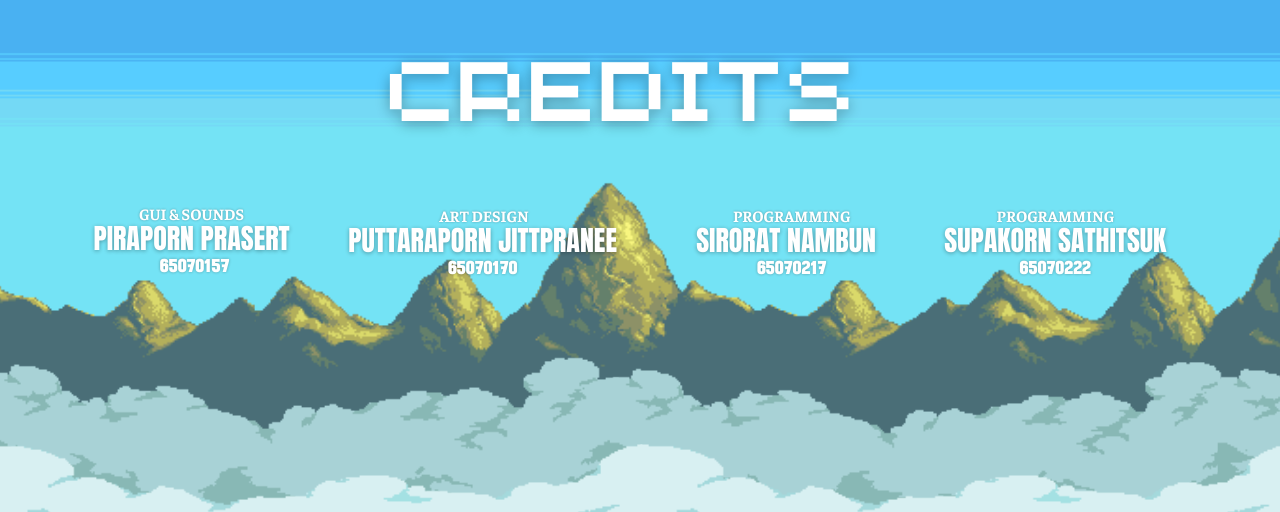 CREDITS
GUI & SOUNDS
PIRAPORN PRASERT
65070157
ART DESIGN
PUTTARAPORN JITTPRANEE
65070170
PROGRAMMING
SIRORAT NAMBUN
65070217
PROGRAMMING
SUPAKORN SATHITSUK
65070222